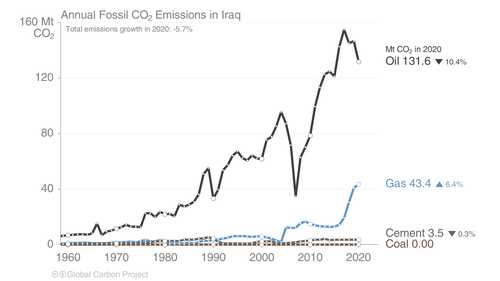 Annual Fossil CO₂ Emissions in Iraq
160 Mt
CO₂
Total emissions growth in 2020: -5.7%
120
80
40
0
1960 1970 1980 1990 2000 2010 2020
Mt CO₂ in 2020
Oil 131.6 ▼ 10.4%
Gas 43.4 ▲ 6.4%
Cement 3.5 ▼ 0.3%
Coal 0.00
Global Carbon Project